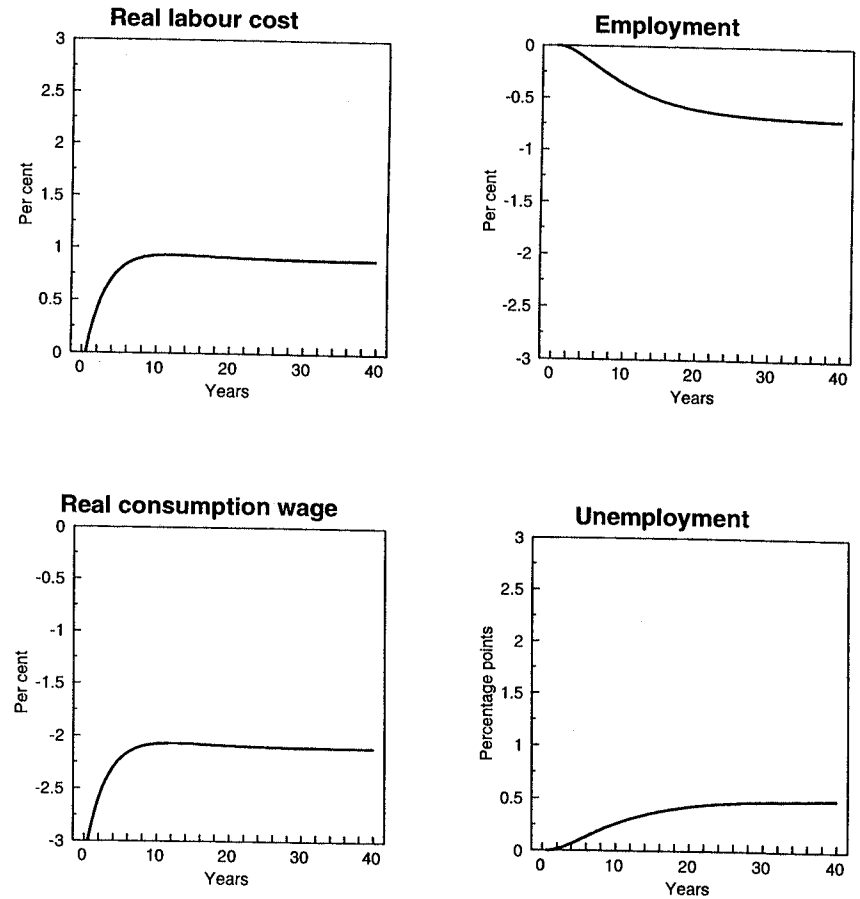 Real labour cost
3
2.5
2
1.5
1
0.5
0
Per cent
0 10 20 30 40
Years
Employment
0
-0.5
-1
-1.5
-2
-2.5
-3
Per cent
0 10 20 30 40
Years
Real consumption wage
0
-0.5
-1
-1.5
-2
-2.5
-3
Per cent
0 10 20 30 40
Years
Unemployment
3
2.5
2
1.5
1
0.5
0
Percentage points
0 10 20 30 40
Years